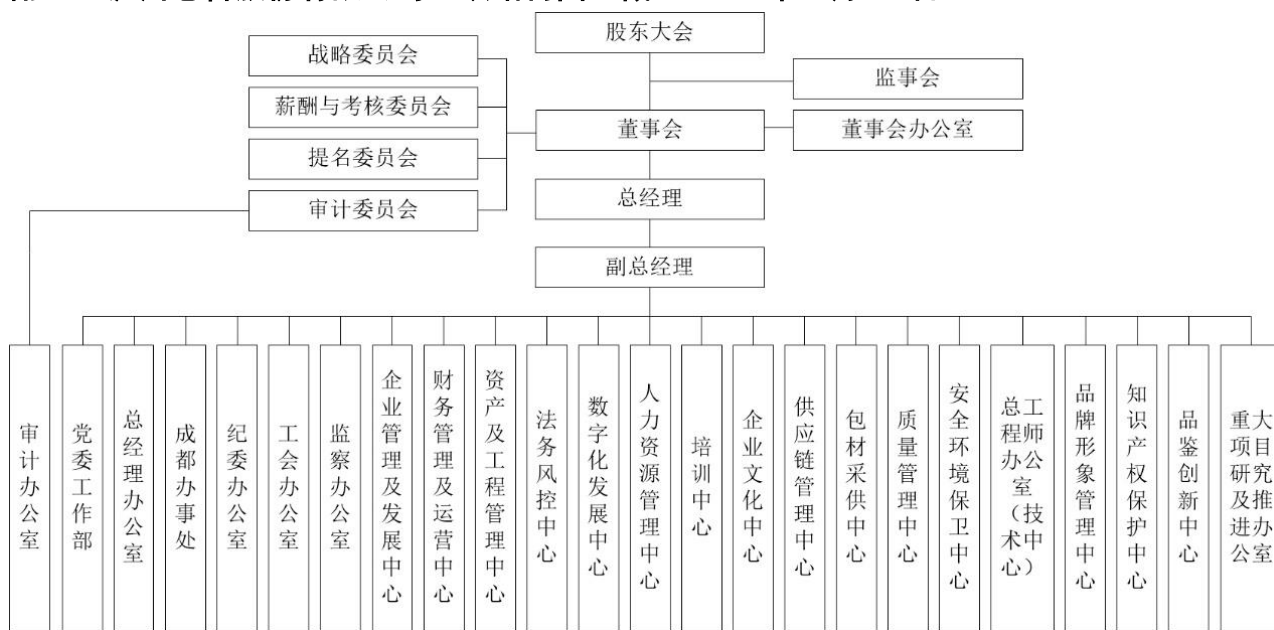 股东大会
战略委员会
监事会
薪酬与考核委员会
董事会
董事会办公室
提名委员会
总经理
审计委员会
副总经理
审计办公室
党委工作部
总经理办公室
成都办事处
纪委办公室
工会办公室
监察办公室
企业管理及发展中心
财务管理及运营中心
资产及工程管理中心
法务风控中心
数字化发展中心
人力资源管理中心
培训中心
企业文化中心
供应链管理中心
包材采供中心
质量管理中心
安全环境保卫中心
总工程师办公室（技术中心）
品牌形象管理中心
知识产权保护中心
品鉴创新中心
重大项目研究及推进办公室